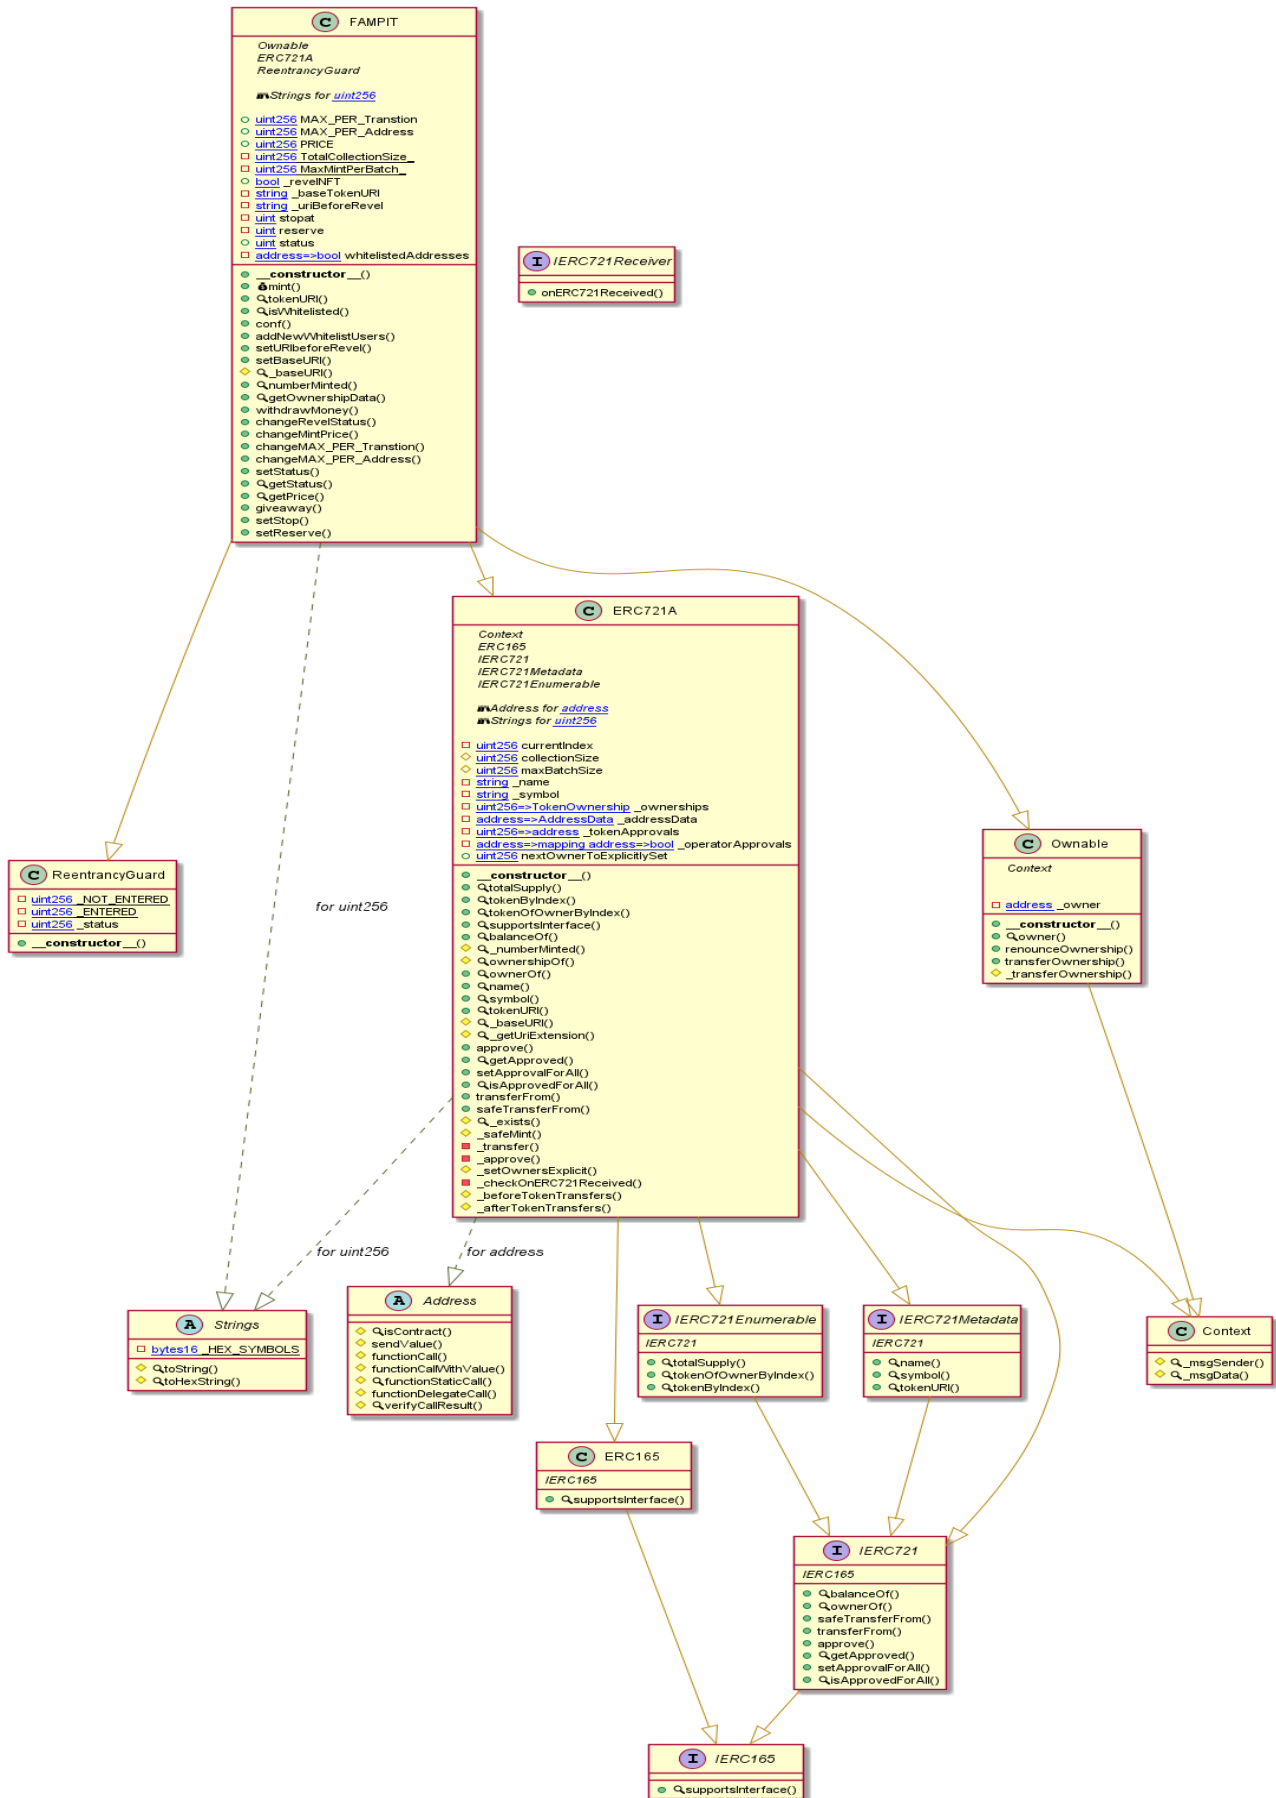 C FAMPIT
Ownable
ERC721A
ReentrancyGuard
Strings for uint256
uint256 MAX_PER_Transtion
uint256 MAX_PER_Address
uint256 PRICE
uint256 TotalCollectionSize_
uint256 MaxMintPerBatch_
bool _revelNFT
string _baseTokenURI
string _uriBeforeRevel
uint stopat
uint reserve
uint status
address=>bool whitelistedAddresses
__constructor__()
mint()
tokenURI()
isWhitelisted()
conf()
addNewWhitelistUsers()
setURIbeforeRevel()
setBaseURI()
_baseURI()
numberMinted()
getOwnershipData()
withdrawMoney()
changeRevelStatus()
changeMintPrice()
changeMAX_PER_Transtion()
changeMAX_PER_Address()
setStatus()
getStatus()
getPrice()
giveaway()
setStop()
setReserve()
I IERC721Receiver
onERC721Received()
C ERC721A
Context
ERC165
IERC721
IERC721Metadata
IERC721Enumerable
Address for address
Strings for uint256
uint256 currentIndex
uint256 collectionSize
uint256 maxBatchSize
string _name
string _symbol
uint256=>TokenOwnership _ownerships
address=>AddressData _addressData
uint256=>address _tokenApprovals
address=>mapping address=>bool _operatorApprovals
uint256 nextOwnerToExplicitlySet
__constructor__()
totalSupply()
tokenByIndex()
tokenOfOwnerByIndex()
supportsInterface()
balanceOf()
_numberMinted()
ownershipOf()
ownerOf()
name()
symbol()
tokenURI()
_baseURI()
_getUriExtension()
approve()
getApproved()
setApprovalForAll()
isApprovedForAll()
transferFrom()
safeTransferFrom()
_exists()
_safeMint()
_transfer()
_approve()
_setOwnersExplicit()
_checkOnERC721Received()
_beforeTokenTransfers()
_afterTokenTransfers()
C ReentrancyGuard
uint256 _NOT_ENTERED
uint256 _ENTERED
uint256 _status
__constructor__()
for uint256
C Ownable
Context
address _owner
__constructor__()
owner()
renounceOwnership()
transferOwnership()
_transferOwnership()
for uint256
for address
A Strings
bytes16 _HEX_SYMBOLS
toString()
toHexString()
A Address
isContract()
sendValue()
functionCall()
functionCallWithValue()
functionStaticCall()
functionDelegateCall()
verifyCallResult()
I IERC721Enumerable
IERC721
totalSupply()
tokenOfOwnerByIndex()
tokenByIndex()
I IERC721Metadata
IERC721
name()
symbol()
tokenURI()
C Context
_msgSender()
_msgData()
C ERC165
IERC165
supportsInterface()
I IERC721
IERC165
balanceOf()
ownerOf()
safeTransferFrom()
transferFrom()
approve()
getApproved()
setApprovalForAll()
isApprovedForAll()
I IERC165
supportsInterface()